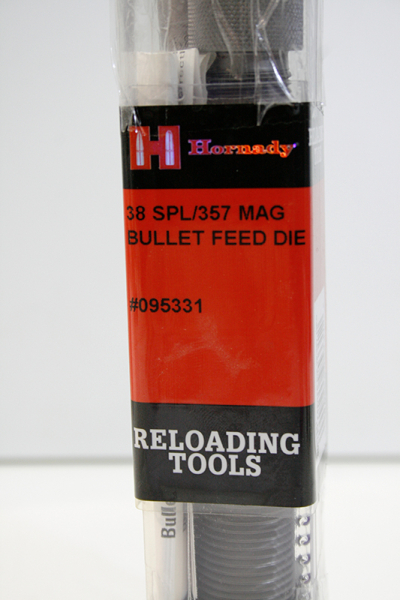 H Hornady
38 SPL/357 MAG
BULLET FEED DIE
#095331
RELOADING
TOOLS